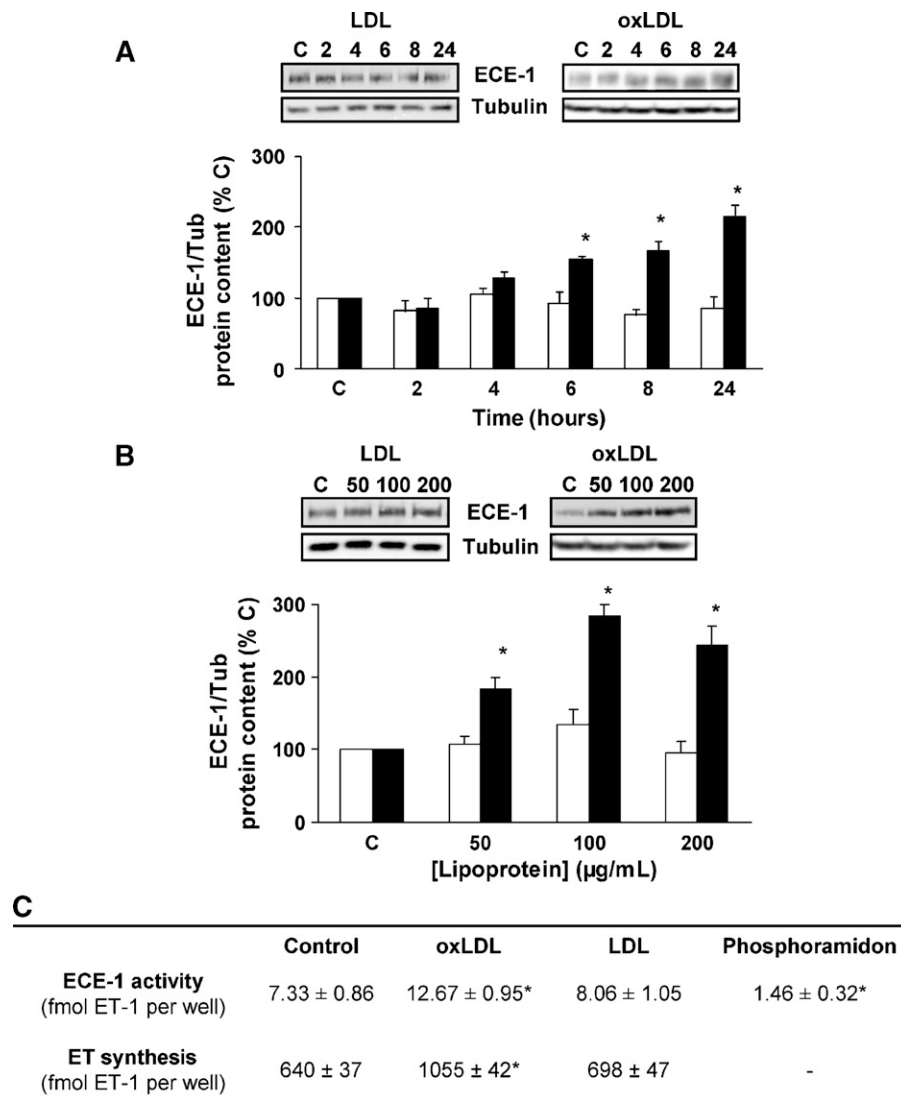 A
LDL
oxLDL
C 2 4 6 8 24
C 2 4 6 8 24
ECE-1
Tubulin
ECE-1/Tub
protein content (% C)
300
200
100
0
* * *
C 2 4 6 8 24
Time (hours)
B
LDL
oxLDL
C 50 100 200
C 50 100 200
ECE-1
Tubulin
ECE-1/Tub
protein content (% C)
300
200
100
0
* * *
C 50 100 200
[Lipoprotein] (µg/mL)
C
Control oxLDL LDL Phosphoramidon
ECE-1 activity
(fmol ET-1 per well)
7.33 ± 0.86 12.67 ± 0.95* 8.06 ± 1.05 1.46 ± 0.32*
ET synthesis
(fmol ET-1 per well)
640 ± 37 1055 ± 42* 698 ± 47 -